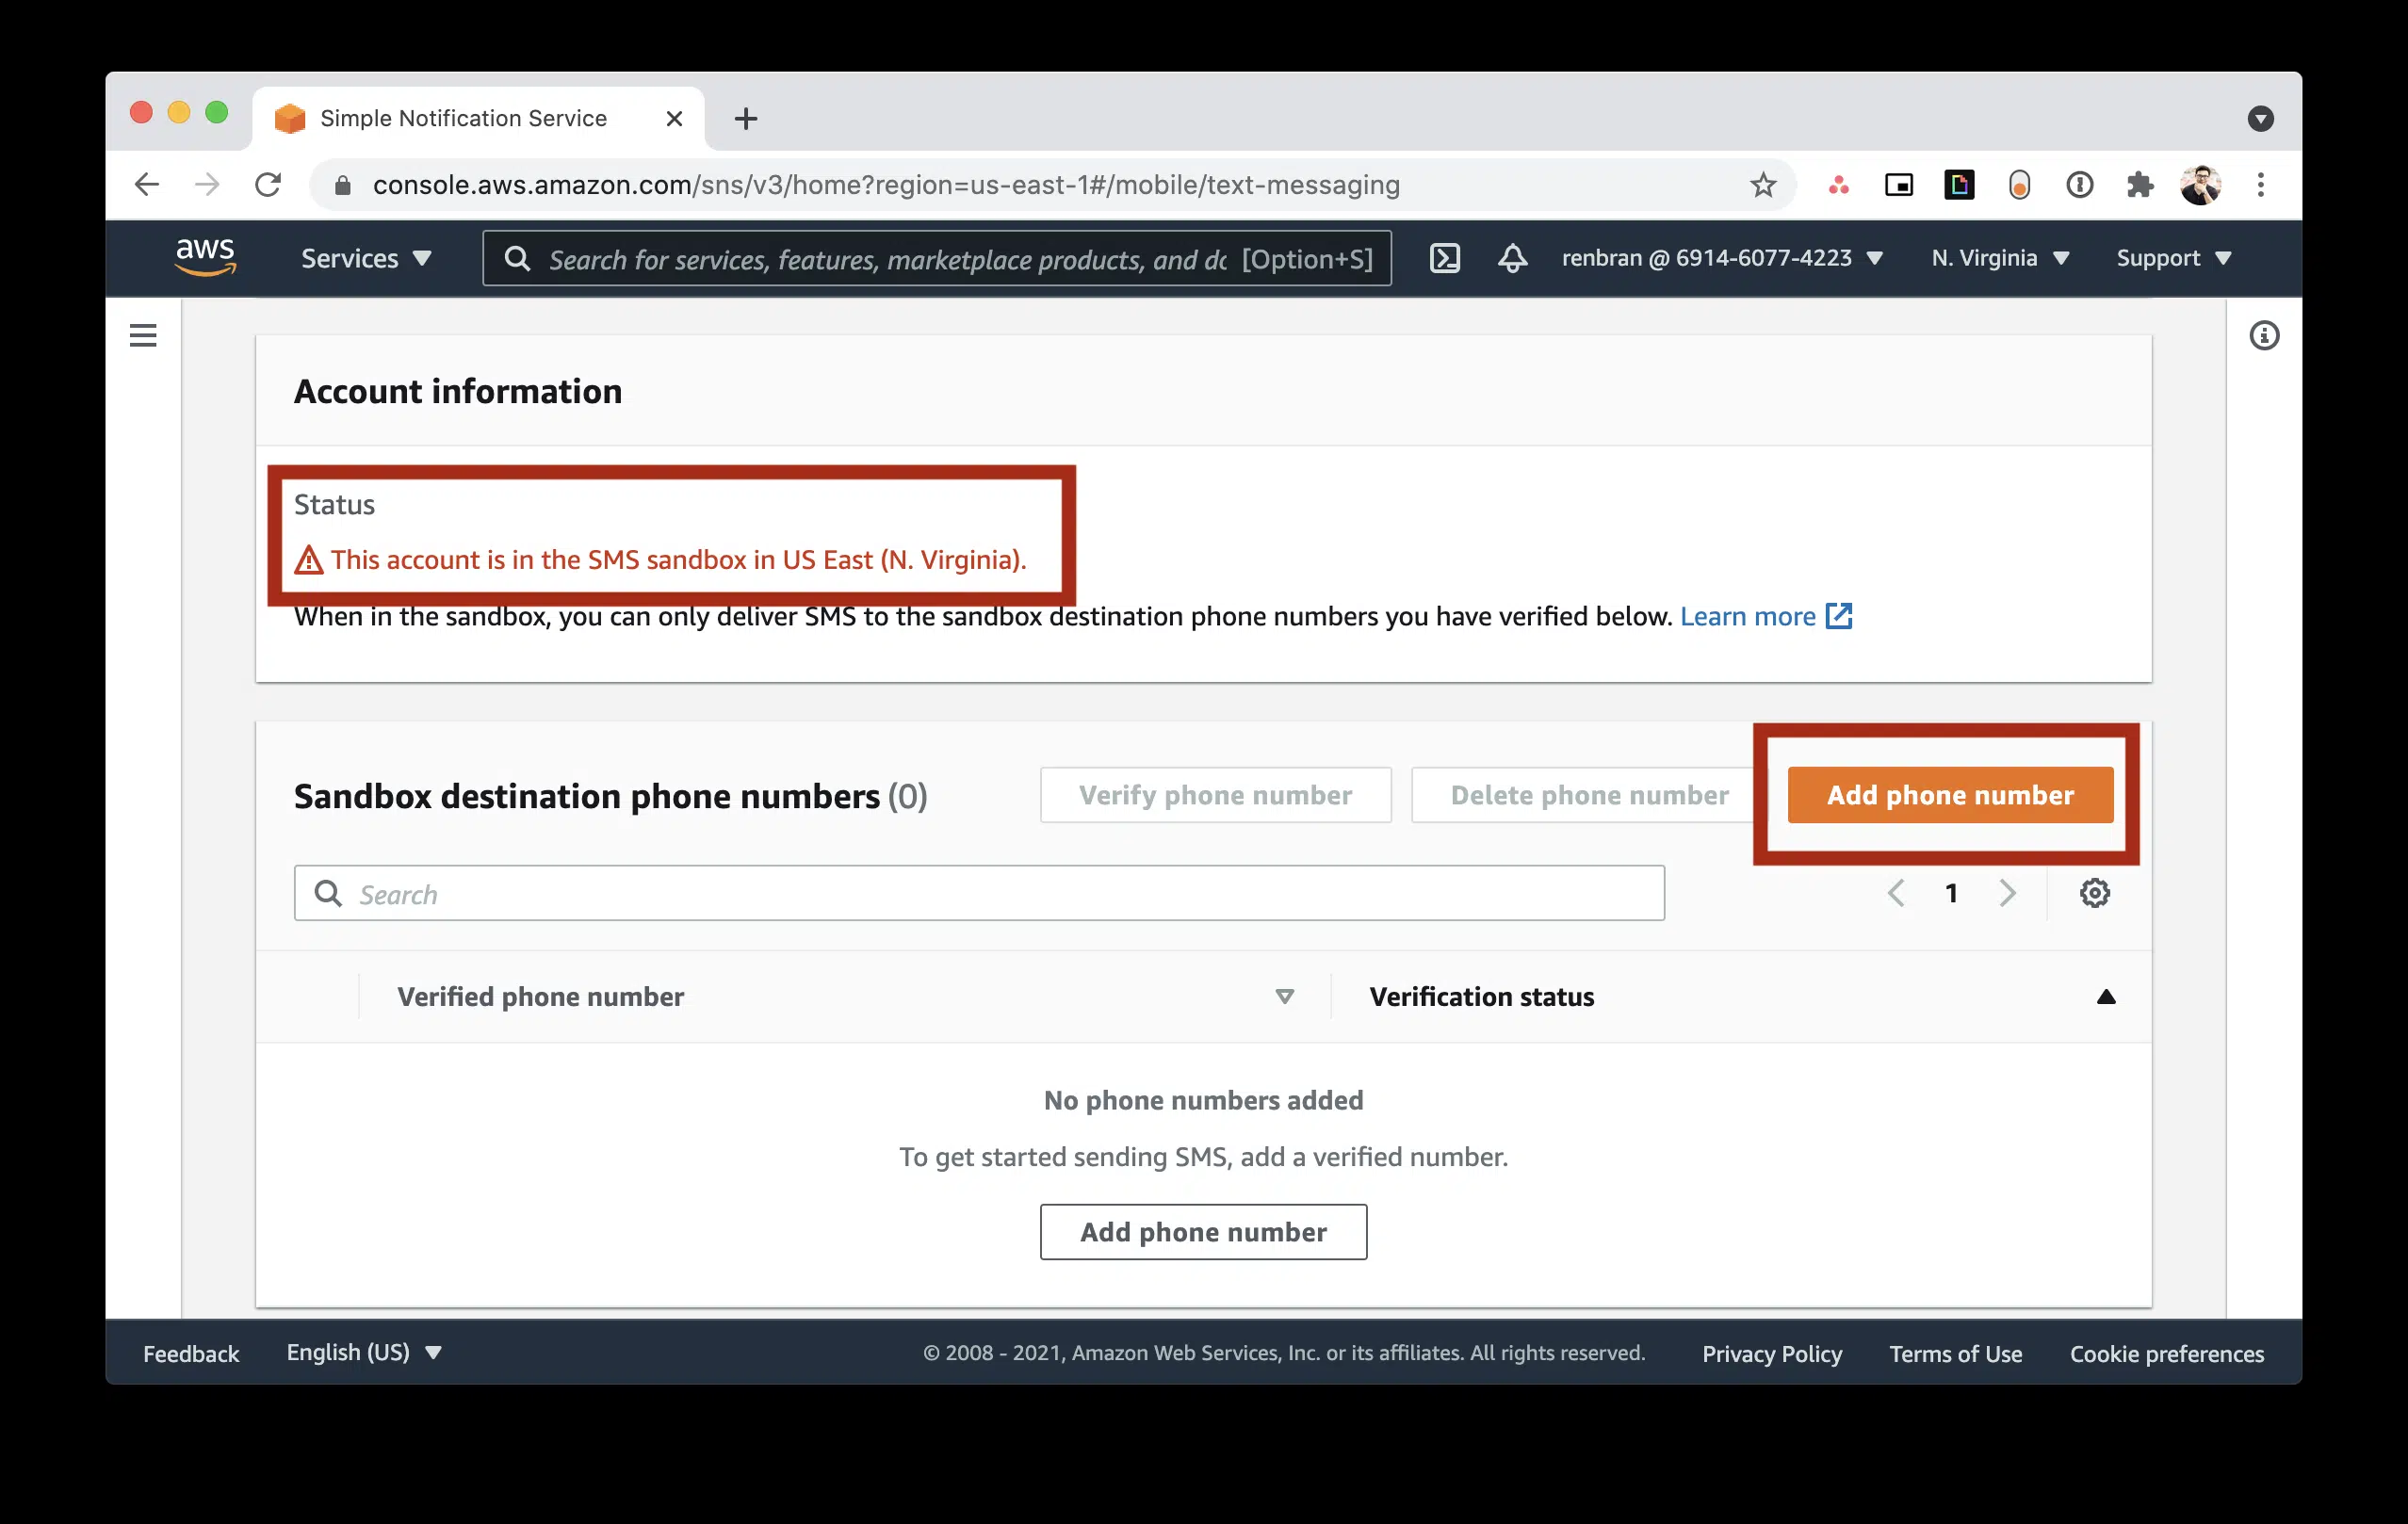 Simple Notification Service
console.aws.amazon.com/sns/v3/home?region=us-east-1#/mobile/text-messaging
aws Services Search for services, features, marketplace products, and dc [Option+S] renbran @ 6914-6077-4223 N. Virginia Support
Account information
Status
This account is in the SMS sandbox in US East (N. Virginia).
When in the sandbox, you can only deliver SMS to the sandbox destination phone numbers you have verified below. Learn more
Sandbox destination phone numbers (0) Verify phone number Delete phone number Add phone number
Search 1
Verified phone number Verification status
No phone numbers added
To get started sending SMS, add a verified number.
Add phone number
Feedback English (US) © 2008 - 2021, Amazon Web Services, Inc. or its affiliates. All rights reserved. Privacy Policy Terms of Use Cookie preferences